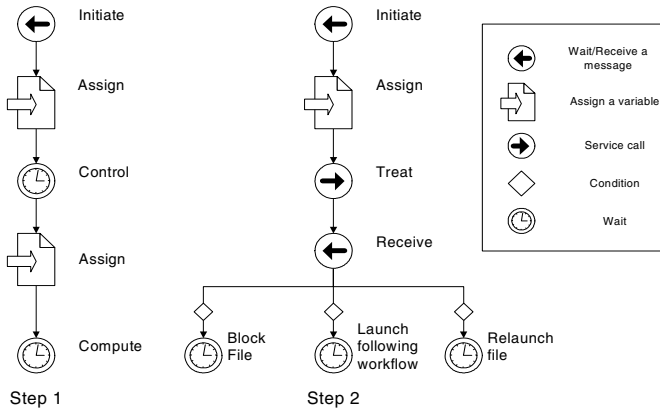 Initiate
Assign
Control
Assign
Compute
Step 1
Initiate
Assign
Treat
Receive
Block
File
Launch
following
workflow
Relaunch
file
Step 2
Wait/Receive a
message
Assign a variable
Service call
Condition
Wait